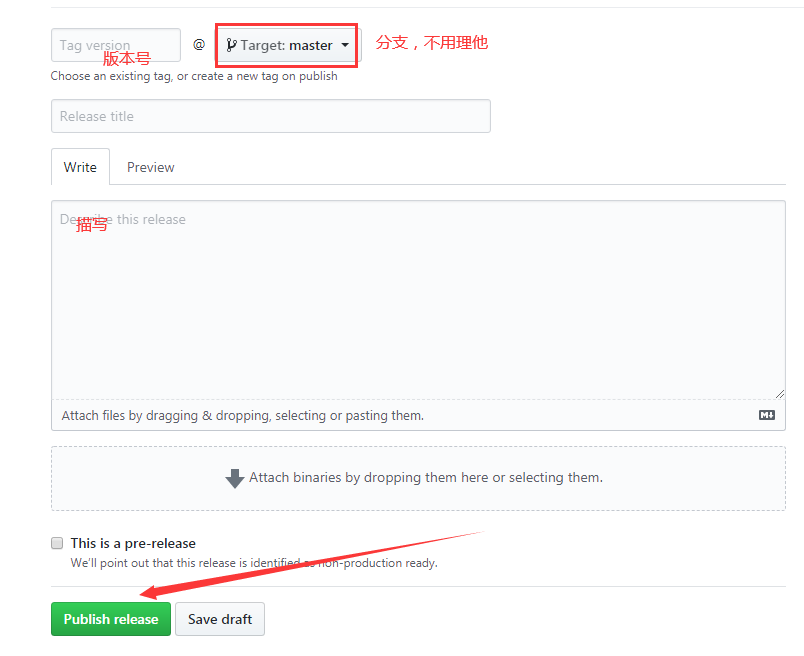 Tag version @ Target: master 分支，不用理他
版本号
Choose an existing tag, or create a new tag on publish
Release title
Write Preview
Describe this release
描写
Attach files by dragging & dropping, selecting or pasting them. M↓
Attach binaries by dropping them here or selecting them.
This is a pre-release
We'll point out that this release is identified as non-production ready.
Publish release Save draft